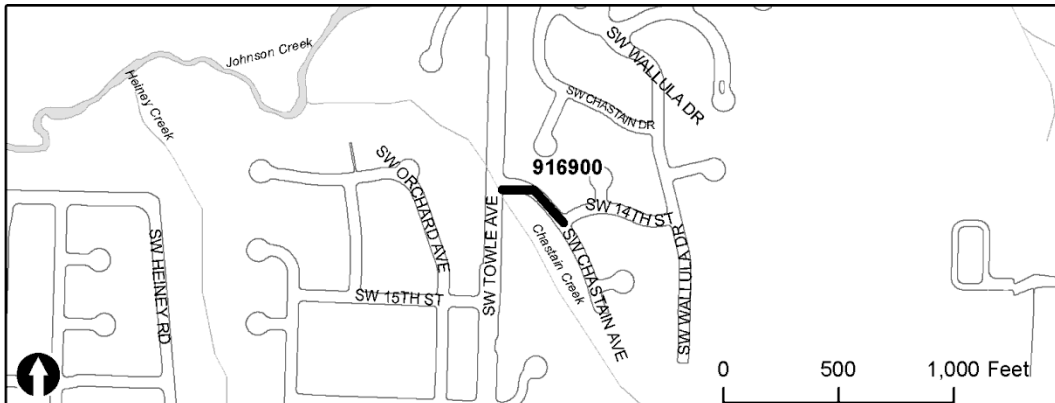 Johnson Creek
Heiney Creek
SW WALLULA DR
SW CHASTAIN DR
916900
SW ORCHARD AVE
SW 14TH ST
SW TOWLE AVE
SW HEINEY RD
Chastain Creek
SW CHASTAIN AVE
SW WALLULA DR
SW 15TH ST
0 500 1,000 Feet